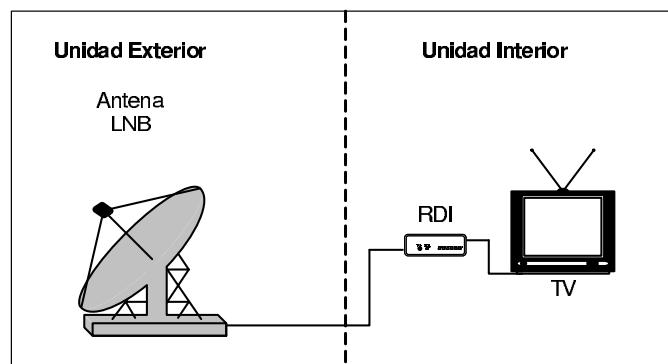 Unidad Exterior
Antena
LNB
Unidad Interior
RDI
TV